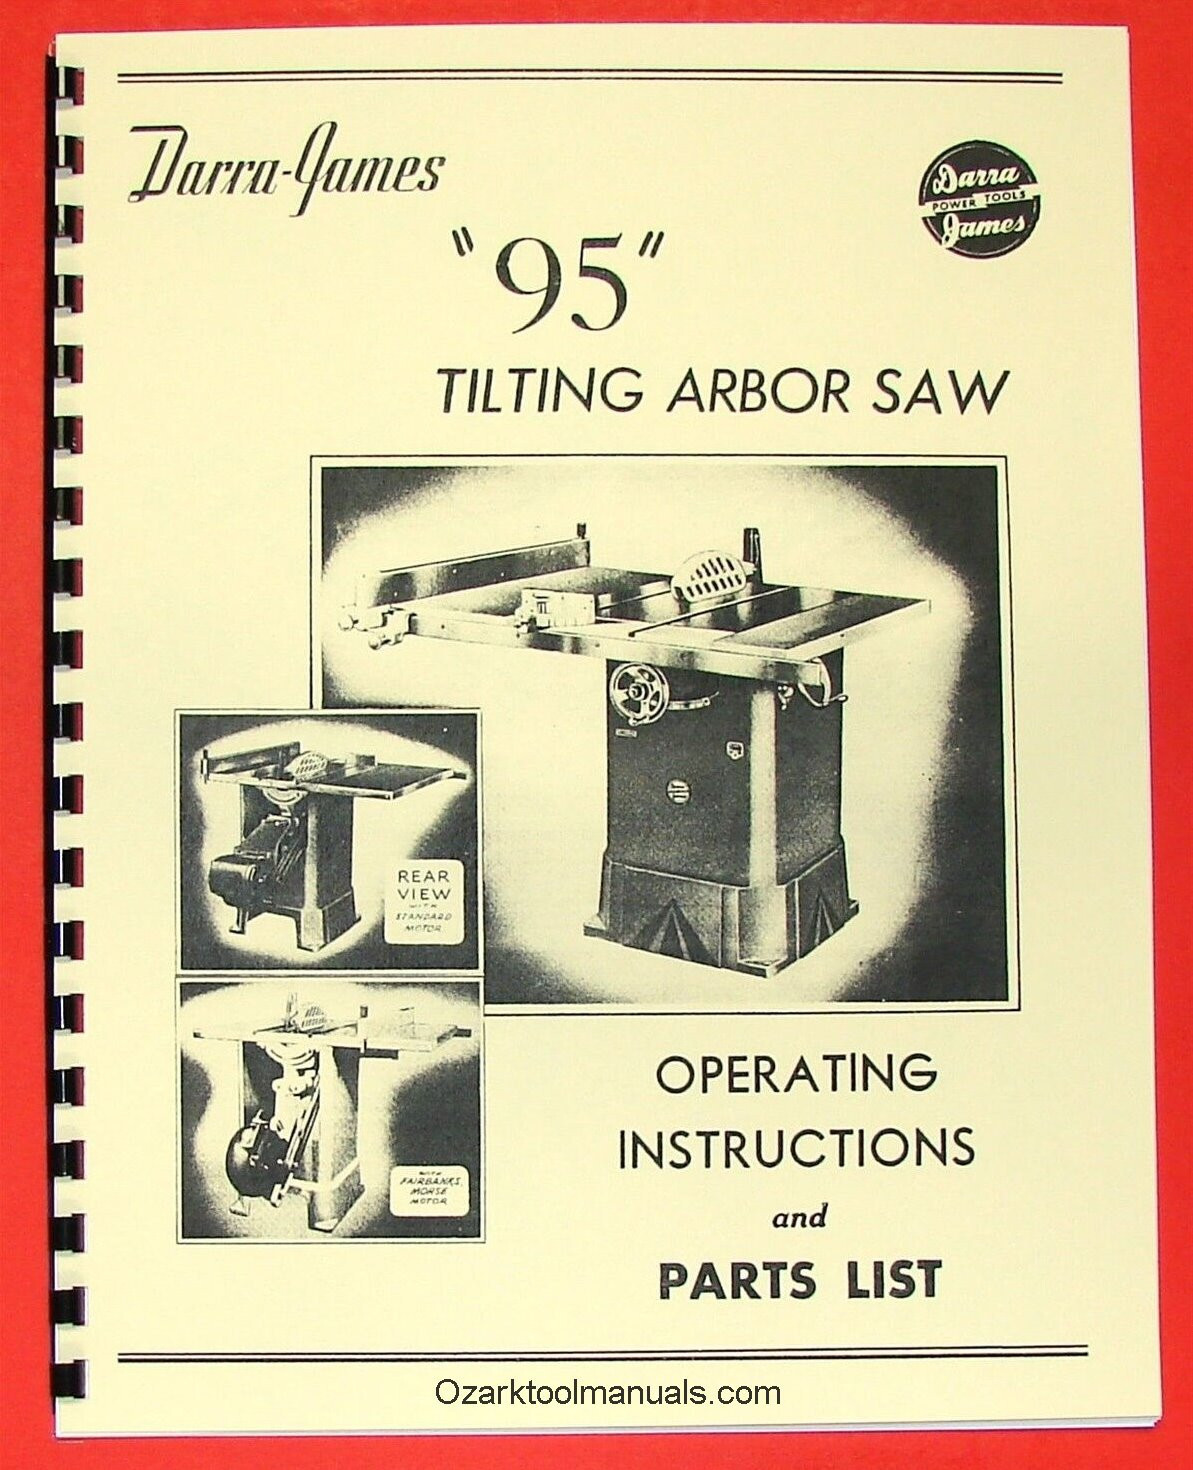 Darra-James
Darra
POWER TOOLS
James
"95"
TILTING ARBOR SAW
REAR
VIEW
WITH
STANDARD
MOTOR
WITH
FAIRBANKS,
MORSE
MOTOR
OPERATING
INSTRUCTIONS
and
PARTS LIST
Ozarktoolmanuals.com